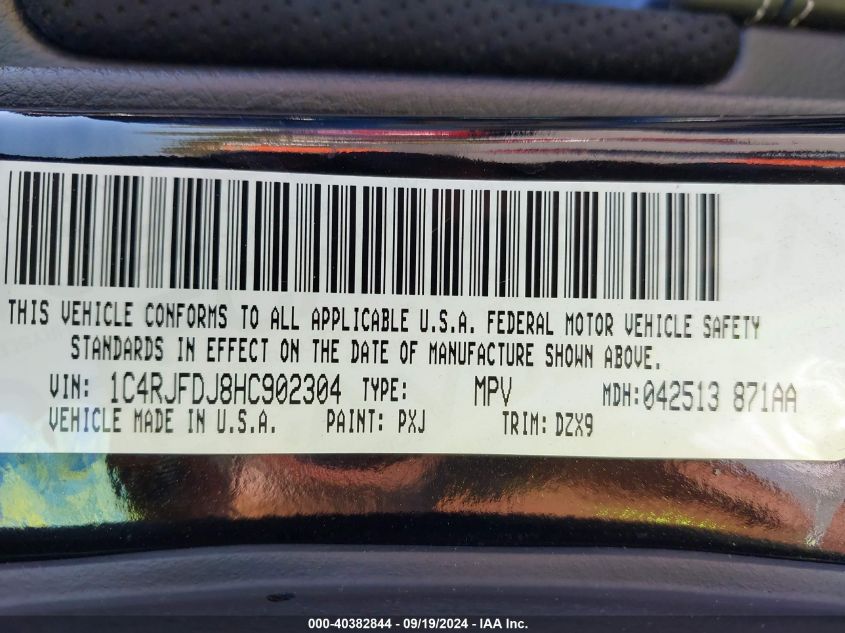 THIS VEHICLE CONFORMS TO ALL APPLICABLE U.S.A. FEDERAL MOTOR VEHICLE SAFETY
STANDARDS IN EFFECT ON THE DATE OF MANUFACTURE SHOWN ABOVE.
VIN: 1C4RJFDJ8HC902304 TYPE: MPV MDH:042513 871AA
VEHICLE MADE IN U.S.A. PAINT: PXJ TRIM: DZX9
000-40382844 - 09/19/2024 - IAA Inc.